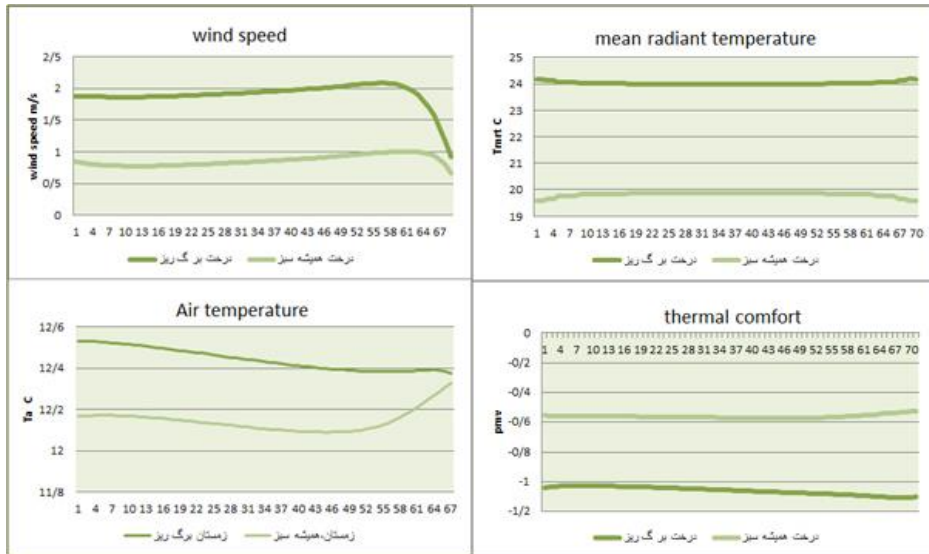 wind speed
wind speed m/s
2/5
2
1/5
1
0/5
0
1 4 7 10 13 16 19 22 25 28 31 34 37 40 43 46 49 52 55 58 61 64 67
درخت بر گ ریز
درخت همیشه سبز
mean radiant temperature
Tmrt C
25
24
23
22
21
20
19
1 4 7 10 13 16 19 22 25 28 31 34 37 40 43 46 49 52 55 58 61 64 67 70
درخت بر گ ریز
درخت همیشه سبز
Air temperature
Ta C
12/6
12/4
12/2
12
11/8
1 4 7 10 13 16 19 22 25 28 31 34 37 40 43 46 49 52 55 58 61 64 67
زمستان برگ ریز
زمستان،همیشه سبز
thermal comfort
pmv
0
-0/2
-0/4
-0/6
-0/8
-1
-1/2
1 4 7 10 13 16 19 22 25 28 31 34 37 40 43 46 49 52 55 58 61 64 67 70
درخت بر گ ریز
درخت همیشه سبز